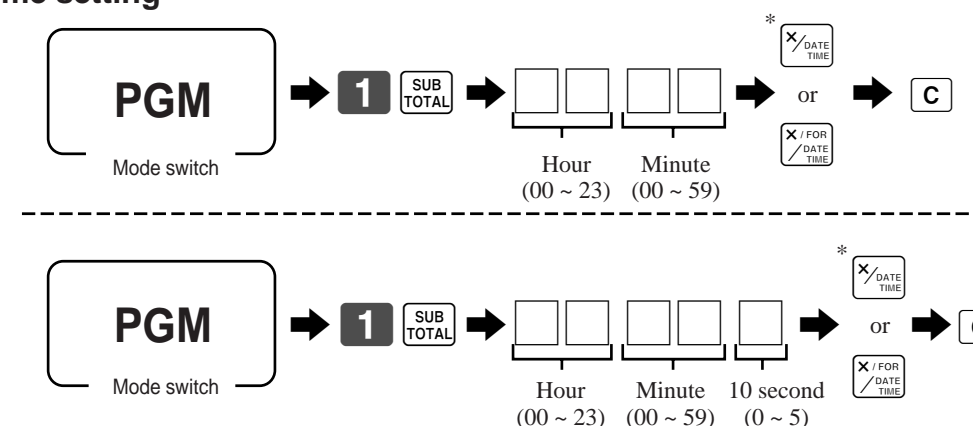 *
PGM
Mode switch
1
SUB
TOTAL
Hour
(00 ~ 23)
Minute
(00 ~ 59)
×/DATE
TIME
or
×/FOR
/DATE
TIME
C
*
PGM
Mode switch
1
SUB
TOTAL
Hour
(00 ~ 23)
Minute
(00 ~ 59)
10 second
(0 ~ 5)
×/DATE
TIME
or
×/FOR
/DATE
TIME